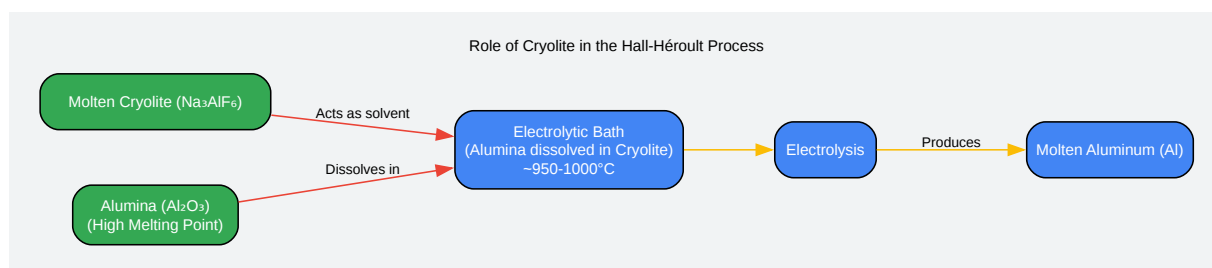 Role of Cryolite in the Hall-Héroult Process
Molten Cryolite (Na₃AlF₆)
Acts as solvent
Alumina (Al₂O₃)
(High Melting Point)
Dissolves in
Electrolytic Bath
(Alumina dissolved in Cryolite)
~950-1000°C
Electrolysis
Produces
Molten Aluminum (Al)